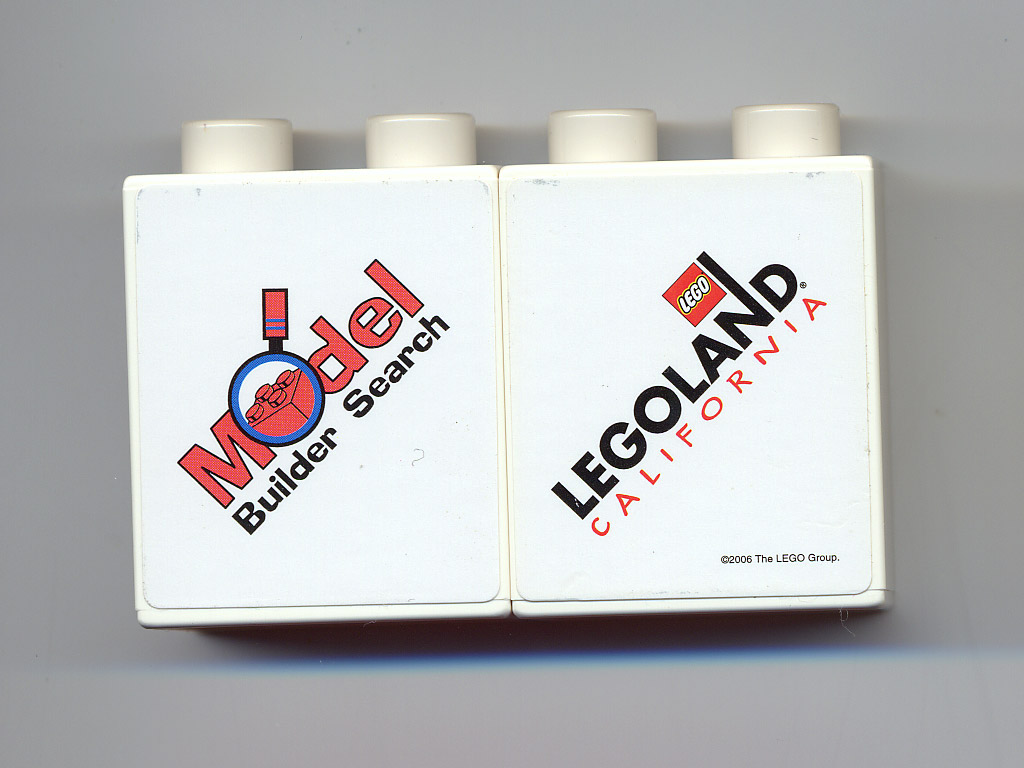 Model
Builder Search
LEGO
LEGOLAND®
CALIFORNIA
©2006 The LEGO Group.